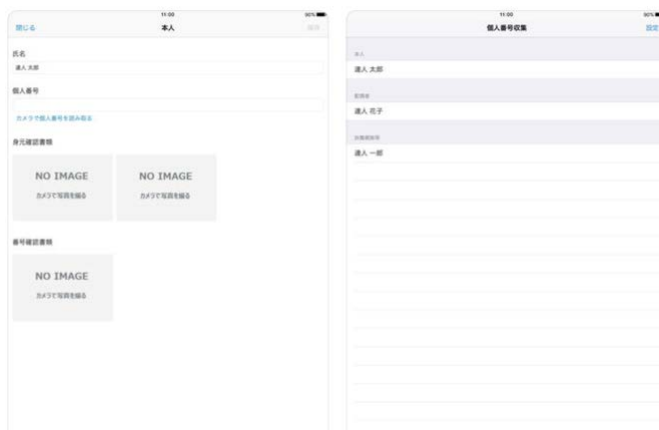 11:00
90%
閉じる
本人
氏名
達人 太郎
個人番号
カメラで個人番号を読み取る
身元確認書類
NO IMAGE
カメラで写真を撮る
NO IMAGE
カメラで写真を撮る
番号確認書類
NO IMAGE
カメラで写真を撮る
11:00
90%
個人番号収集
設定
本人
達人 太郎
配偶者
達人 花子
扶養親族等
達人 一郎